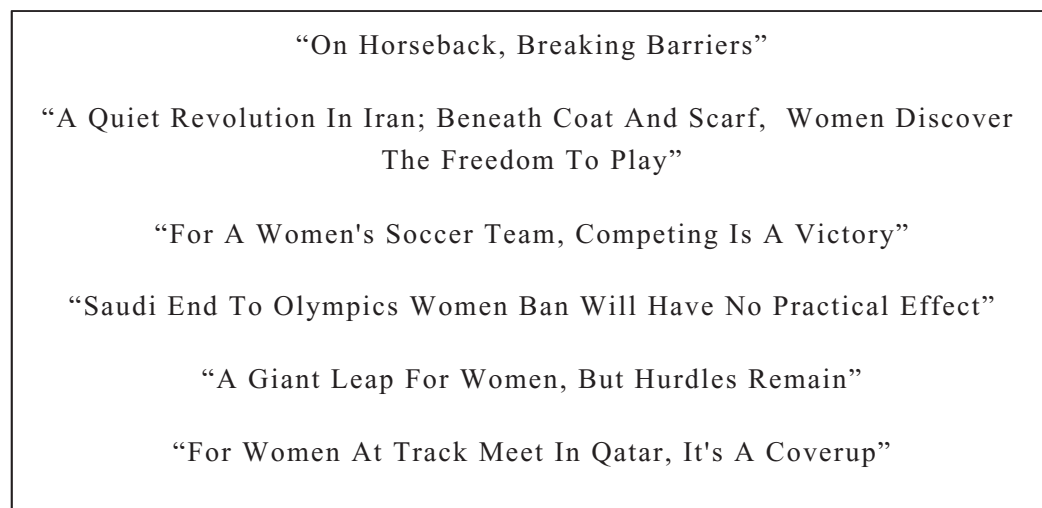 “On Horseback, Breaking Barriers”
“A Quiet Revolution In Iran; Beneath Coat And Scarf,  Women Discover
The Freedom To Play”
“For A Women's Soccer Team, Competing Is A Victory”
“Saudi End To Olympics Women Ban Will Have No Practical Effect”
“A Giant Leap For Women, But Hurdles Remain”
“For Women At Track Meet In Qatar, It's A Coverup”